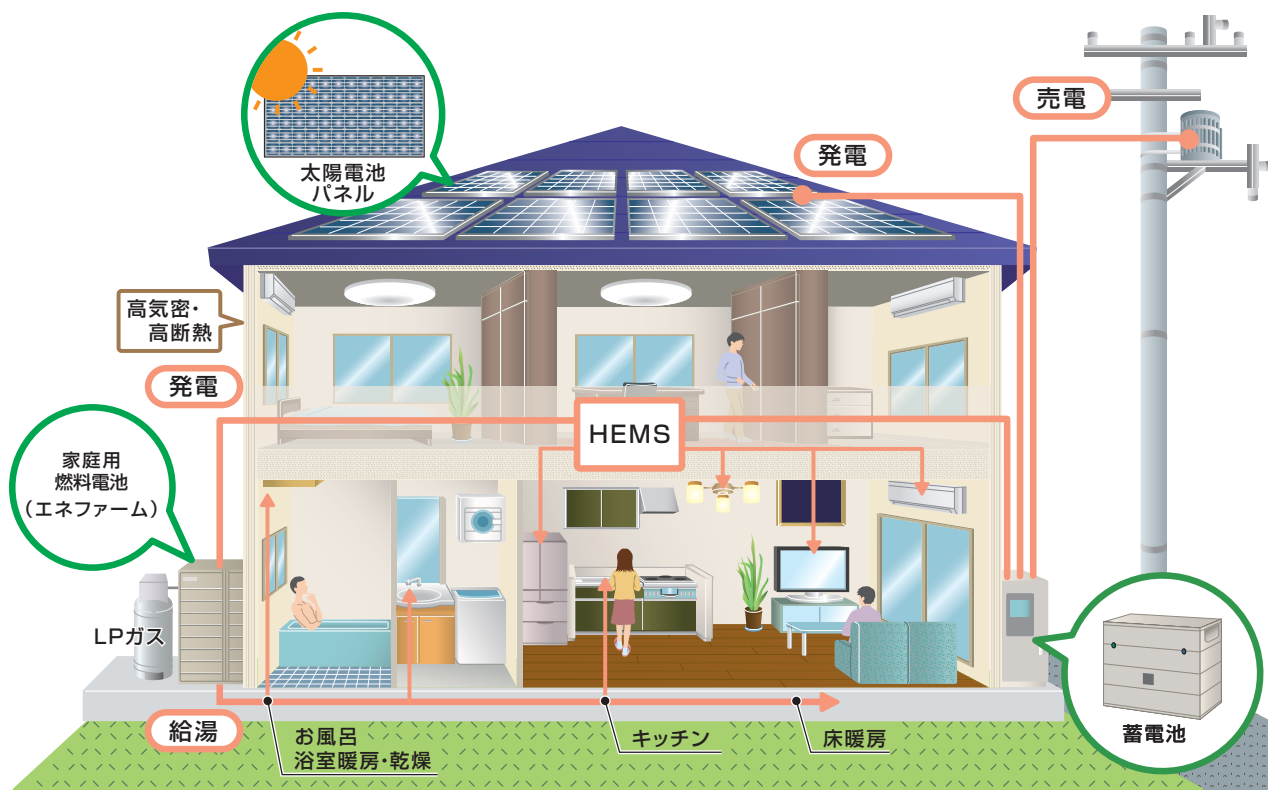 太陽電池
パネル
売電
発電
高気密・
高断熱
発電
HEMS
家庭用
燃料電池
（エネファーム）
LPガス
給湯
お風呂
浴室暖房・乾燥
キッチン
床暖房
蓄電池